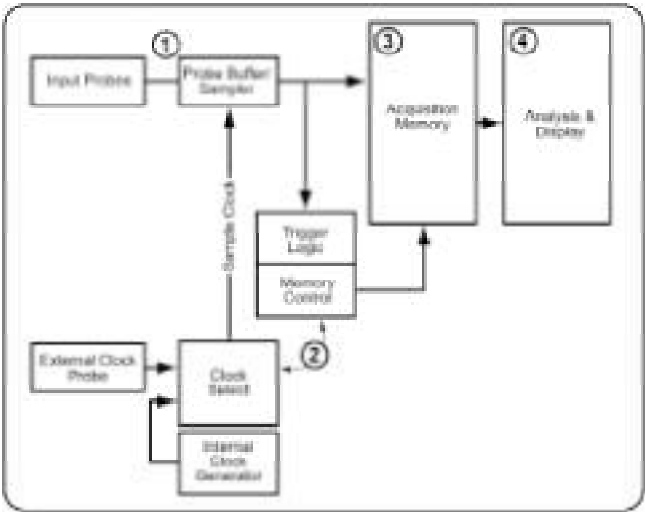 1
3
4
Input Probes
Probe Buffer/
Sampler
Acquisition
Memory
Analysis &
Display
Sample Clock
Trigger
Logic
Memory
Control
2
External Clock
Probe
Clock
Select
Internal
Clock
Generator